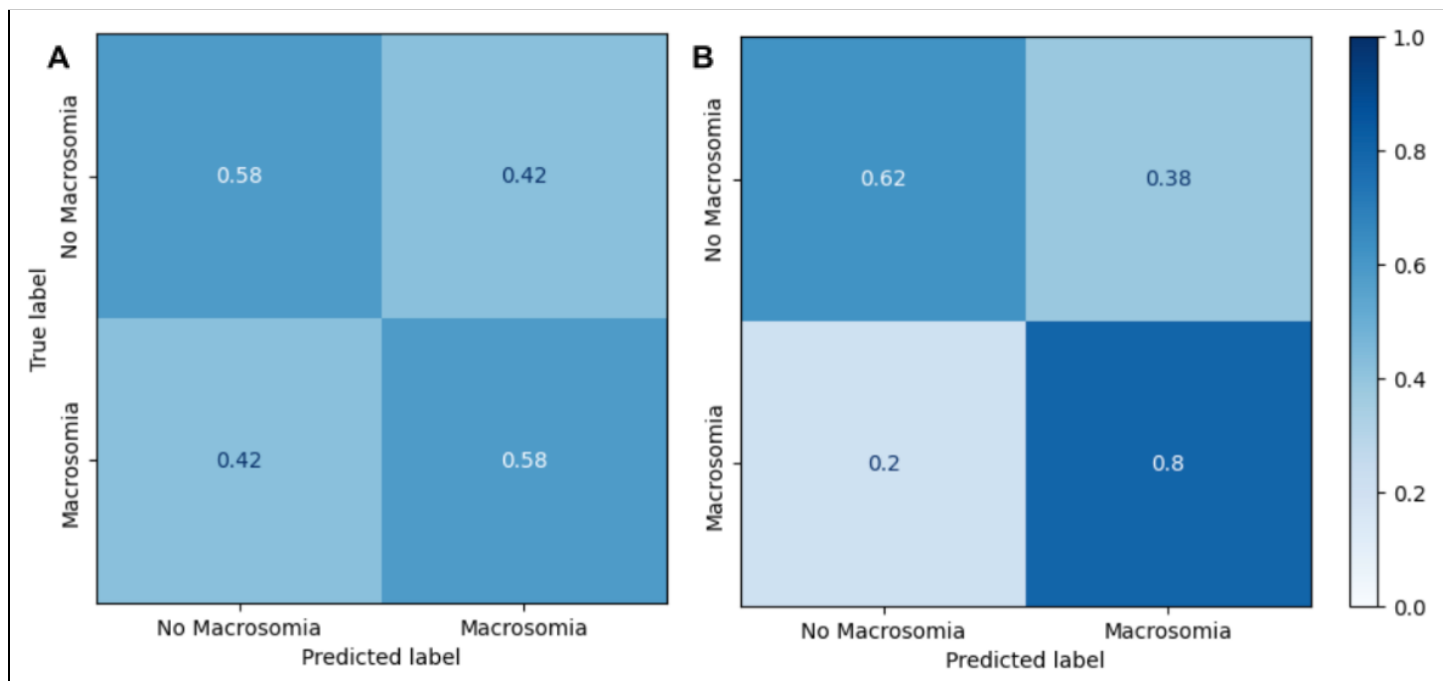 A
True label
No Macrosomia
Macrosomia
0.58
0.42
0.42
0.58
No Macrosomia
Macrosomia
Predicted label
B
No Macrosomia
Macrosomia
0.62
0.38
0.2
0.8
No Macrosomia
Macrosomia
Predicted label
1.0
0.8
0.6
0.4
0.2
0.0